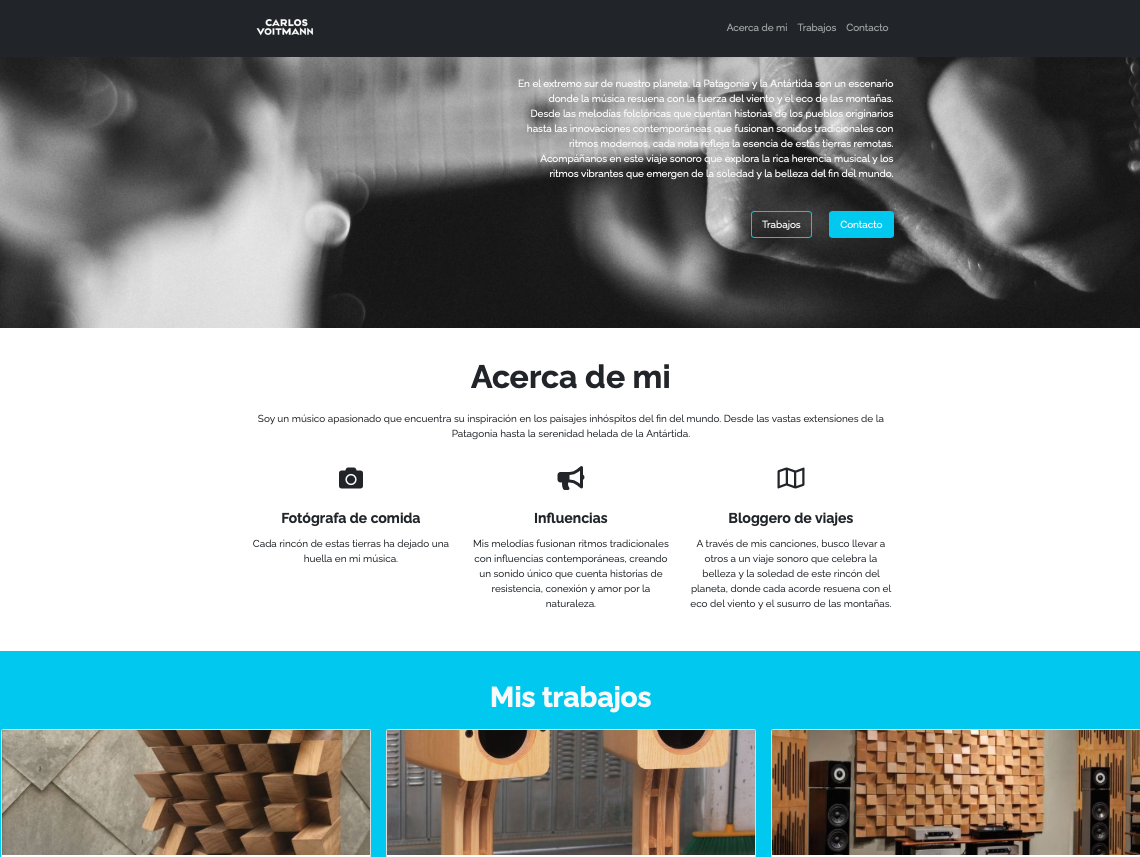 CARLOS
VOITMANN
Acerca de mi Trabajos Contacto
En el extremo sur de nuestro planeta, la Patagonia y la Antártida son un escenario
donde la música resuena con la fuerza del viento y el eco de las montañas.
Desde las melodías folclóricas que cuentan historias de los pueblos originarios
hasta las innovaciones contemporáneas que fusionan sonidos tradicionales con
ritmos modernos, cada nota refleja la esencia de estas tierras remotas.
Acompáñanos en este viaje sonoro que explora la rica herencia musical y los
ritmos vibrantes que emergen de la soledad y la belleza del fin del mundo.
Trabajos Contacto
Acerca de mi
Soy un músico apasionado que encuentra su inspiración en los paisajes inhóspitos del fin del mundo. Desde las vastas extensiones de la
Patagonia hasta la serenidad helada de la Antártida.
Fotógrafa de comida
Cada rincón de estas tierras ha dejado una
huella en mi música.
Influencias
Mis melodías fusionan ritmos tradicionales
con influencias contemporáneas, creando
un sonido único que cuenta historias de
resistencia, conexión y amor por la
naturaleza.
Bloggero de viajes
A través de mis canciones, busco llevar a
otros a un viaje sonoro que celebra la
belleza y la soledad de este rincón del
planeta, donde cada acorde resuena con el
eco del viento y el susurro de las montañas.
Mis trabajos